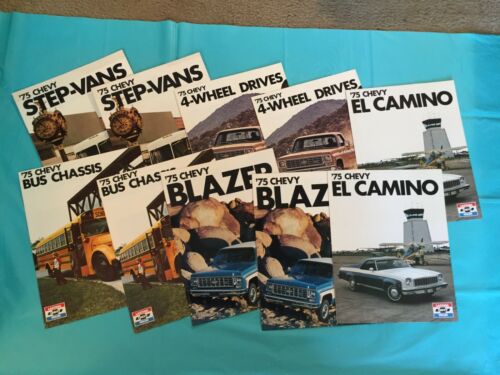 '75 CHEVY
STEP-VANS
'75 CHEVY
STEP-VANS
'75 CHEVY
4-WHEEL DRIVES
'75 CHEVY
4-WHEEL DRIVES
'75 CHEVY
EL CAMINO
'75 CHEVY
BUS CHASSIS
'75 CHEVY
BUS CHASSIS
'75 CHEVY
BLAZER
'75 CHEVY
BLAZ
'75 CHEVY
EL CAMINO